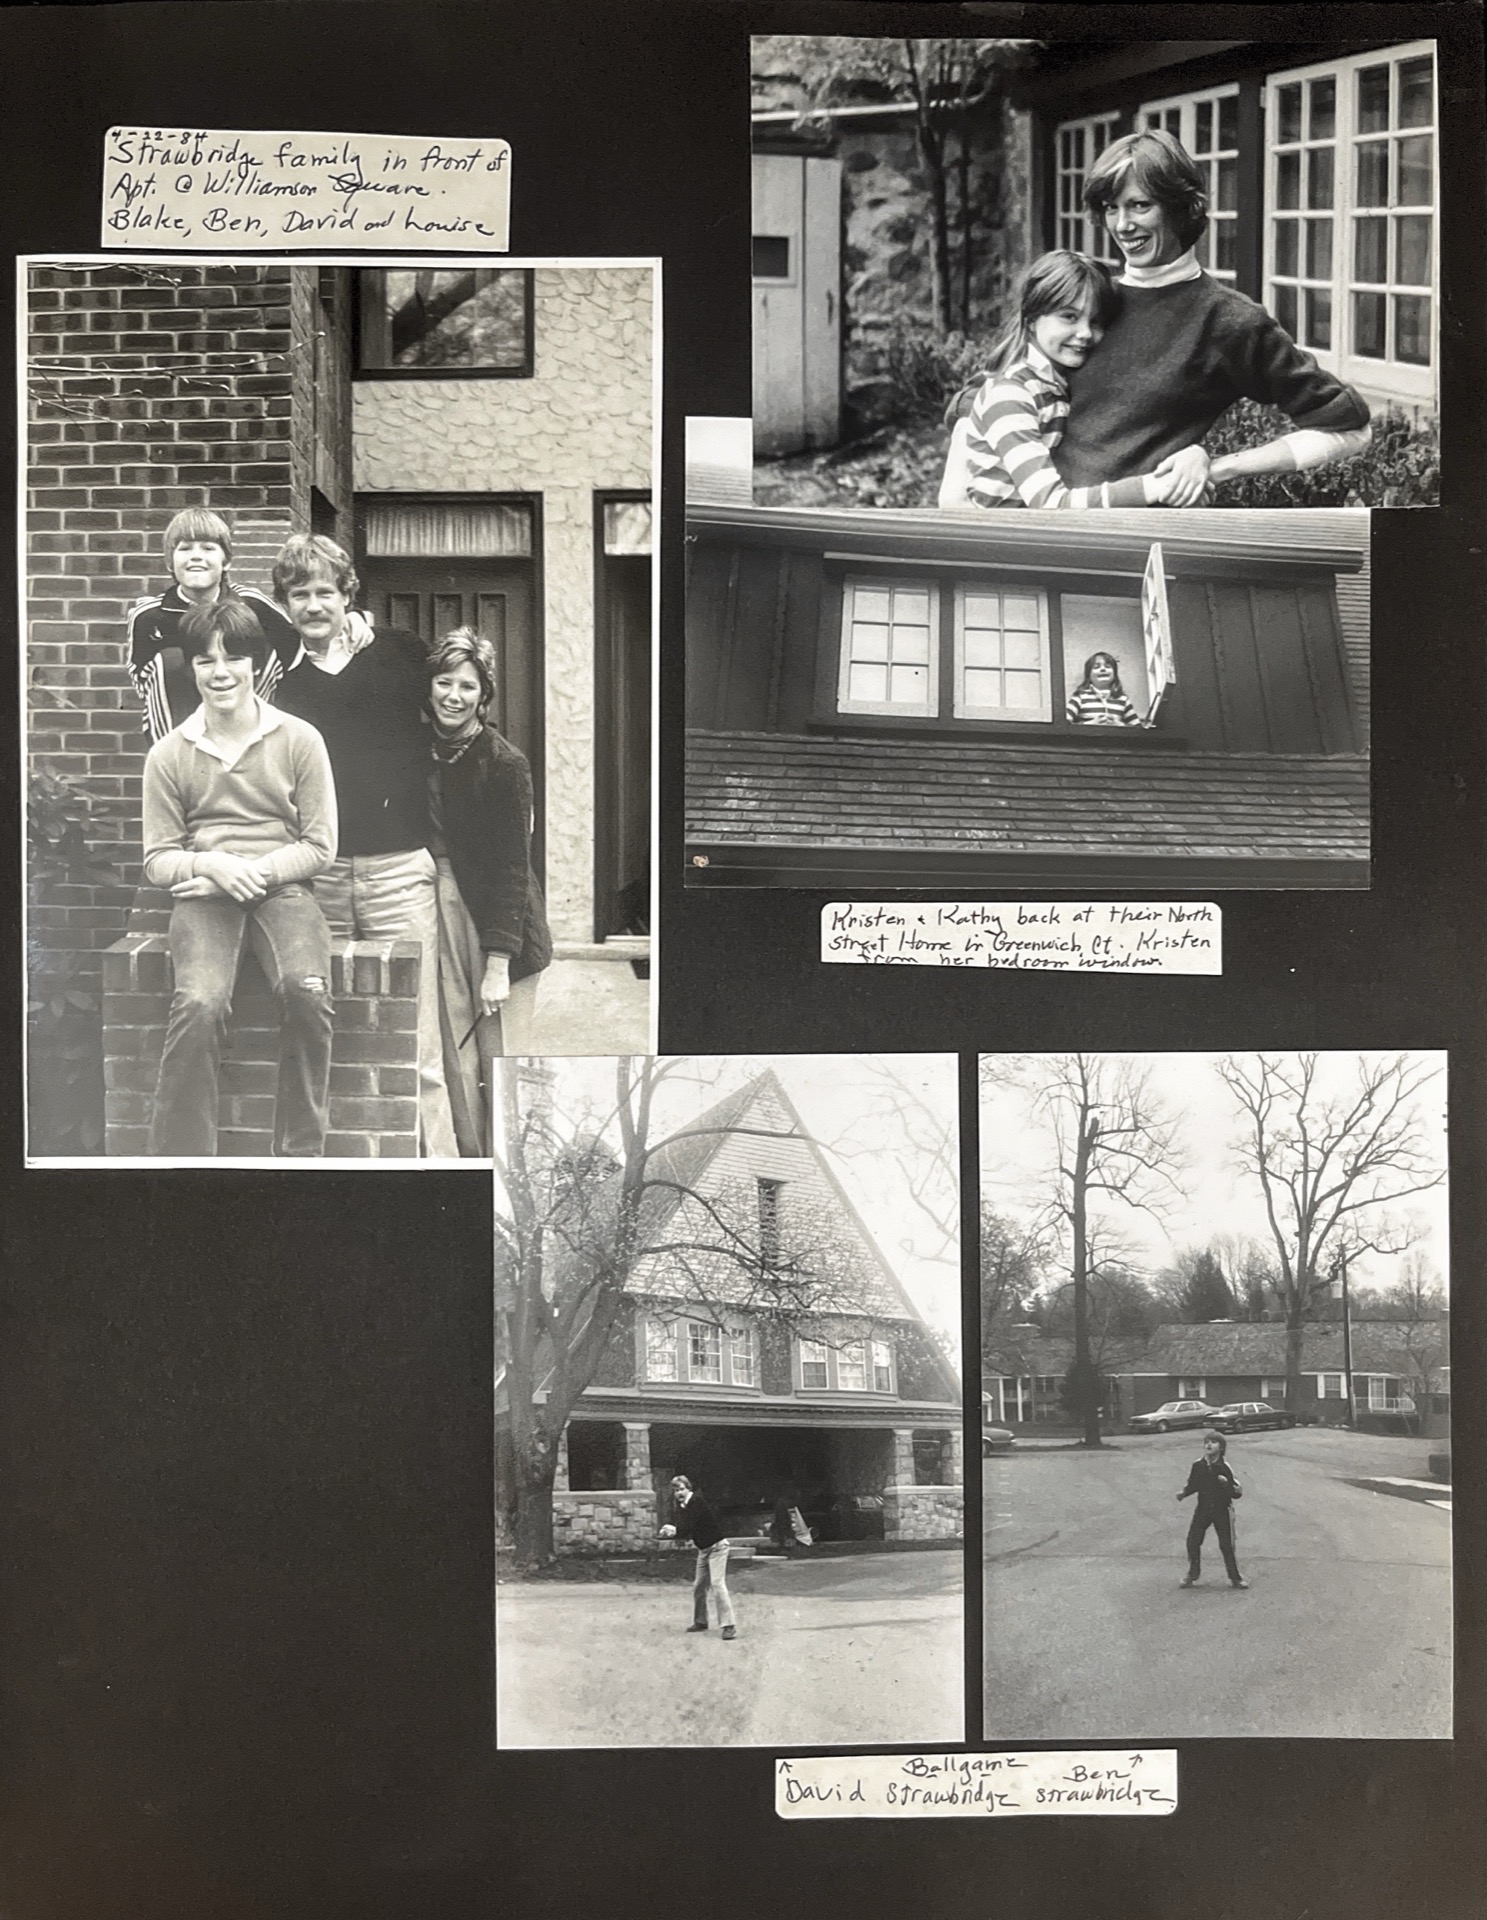 4-22-84
Strawbridge family in front of
Apt. @ Williamson Square.
Blake, Ben, David and Louise
Kristen & Kathy back at their North
street Home in Greenwich, Ct. Kristen
from her bedroom window.
Ballgame
David Strawbridge Ben Strawbridge